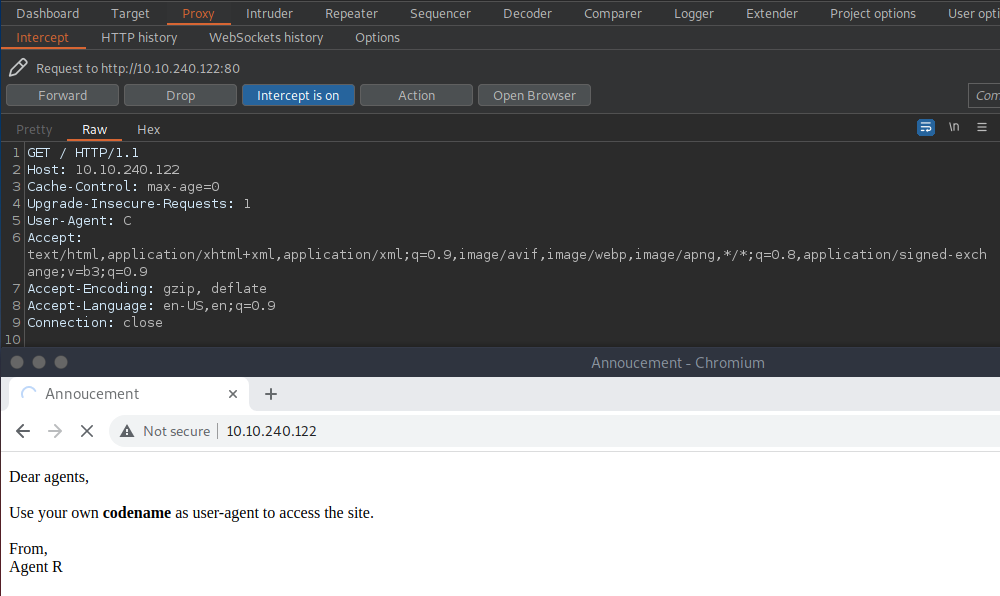 Dashboard Target Proxy Intruder Repeater Sequencer Decoder Comparer Logger Extender Project options User opti
Intercept HTTP history WebSockets history Options
Request to http://10.10.240.122:80
Forward Drop Intercept is on Action Open Browser Com
Pretty Raw Hex \n
1 GET / HTTP/1.1
2 Host: 10.10.240.122
3 Cache-Control: max-age=0
4 Upgrade-Insecure-Requests: 1
5 User-Agent: C
6 Accept:
text/html,application/xhtml+xml,application/xml;q=0.9,image/avif,image/webp,image/apng,*/*;q=0.8,application/signed-exch
ange;v=b3;q=0.9
7 Accept-Encoding: gzip, deflate
8 Accept-Language: en-US,en;q=0.9
9 Connection: close
10
Annoucement - Chromium
Annoucement
Not secure 10.10.240.122
Dear agents,
Use your own codename as user-agent to access the site.
From,
Agent R